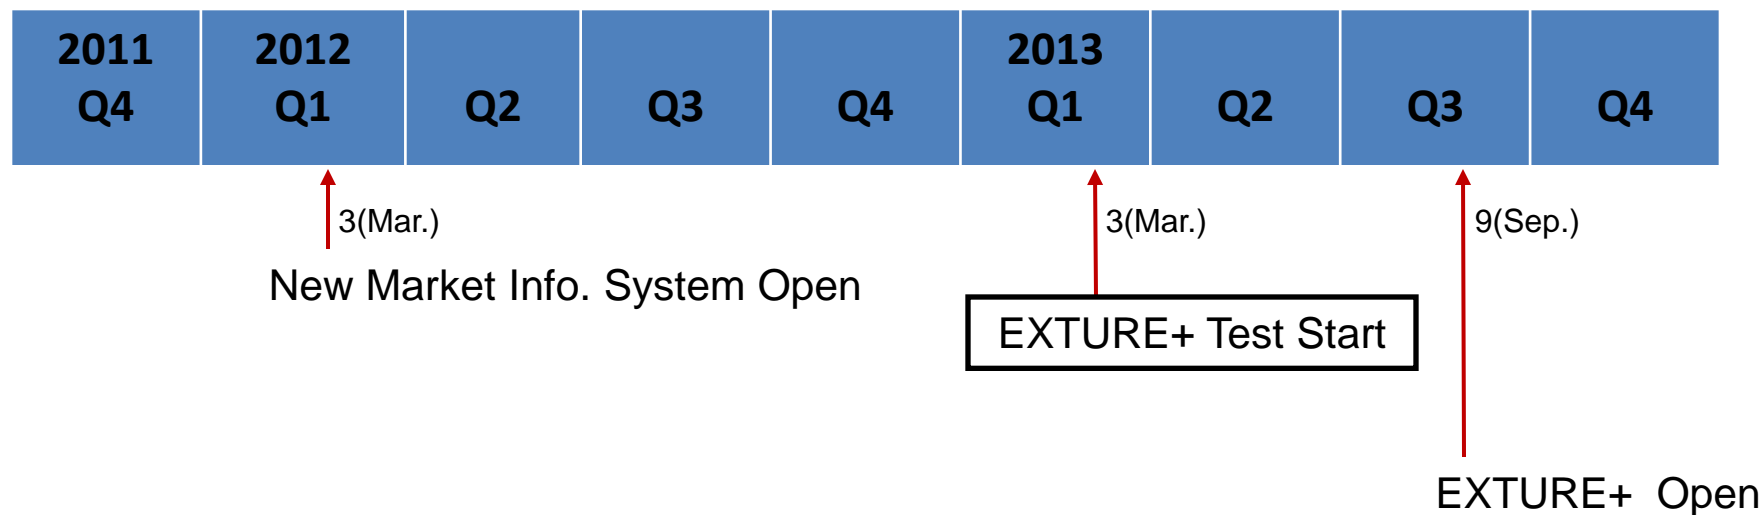 2011 2012 2013
Q4 Q1 Q2 Q3 Q4 Q1 Q2 Q3 Q4
3(Mar.) 3(Mar.) 9(Sep.)
New Market Info. System Open
EXTURE+ Test Start
EXTURE+ Open